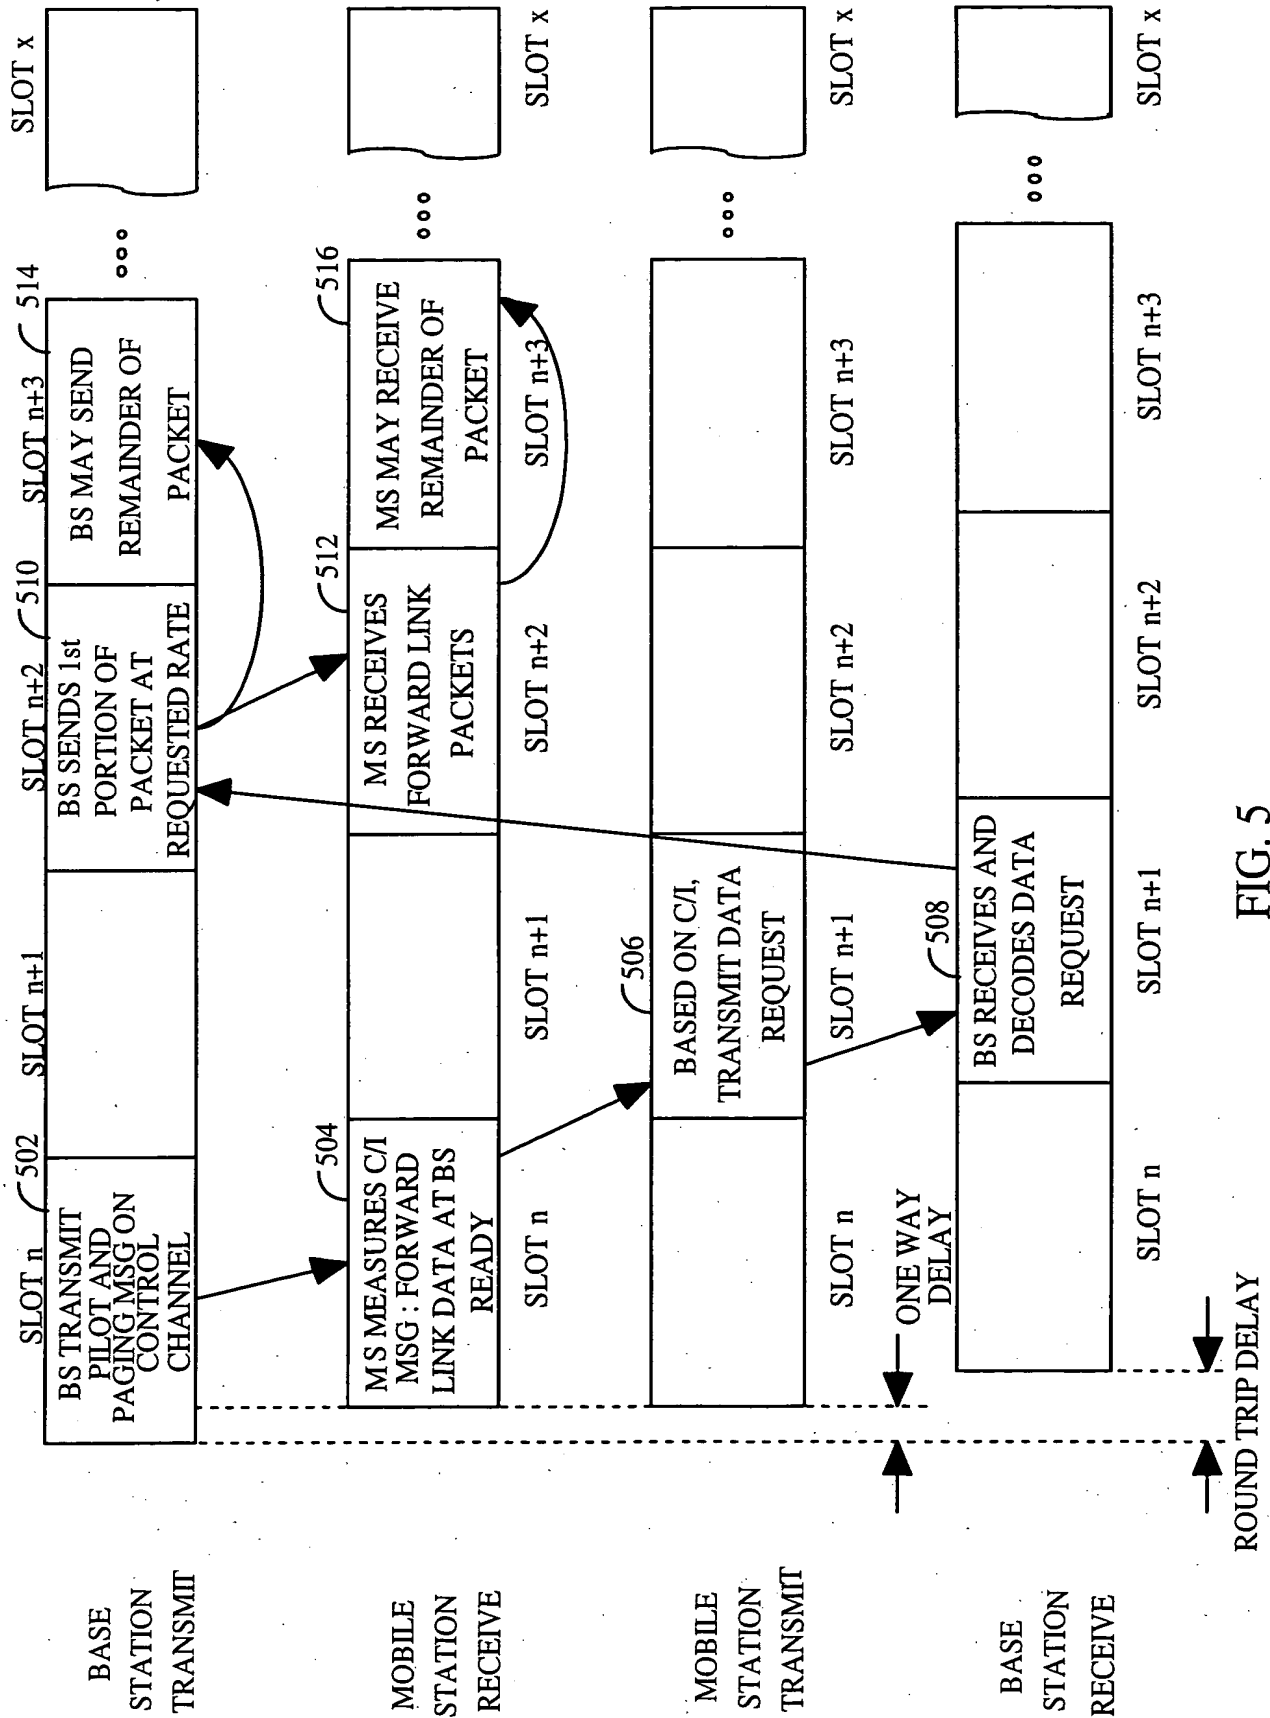 BASE
STATION
TRANSMIT
SLOT n
502
BS TRANSMIT
PILOT AND
PAGING MSG ON
CONTROL
CHANNEL
SLOT n+1
SLOT n+2
510
BS SENDS 1st
PORTION OF
PACKET AT
REQUESTED RATE
SLOT n+3
514
BS MAY SEND
REMAINDER OF
PACKET
SLOT x
MOBILE
STATION
RECEIVE
504
MS MEASURES C/I
MSG : FORWARD
LINK DATA AT BS
READY
SLOT n
SLOT n+1
512
MS RECEIVES
FORWARD LINK
PACKETS
SLOT n+2
516
MS MAY RECEIVE
REMAINDER OF
PACKET
SLOT n+3
SLOT x
MOBILE
STATION
TRANSMIT
SLOT n
506
BASED ON C/I,
TRANSMIT DATA
REQUEST
SLOT n+1
SLOT n+2
SLOT n+3
SLOT x
ONE WAY
DELAY
BASE
STATION
RECEIVE
SLOT n
508
BS RECEIVES AND
DECODES DATA
REQUEST
SLOT n+1
SLOT n+2
SLOT n+3
SLOT x
ROUND TRIP DELAY
FIG. 5